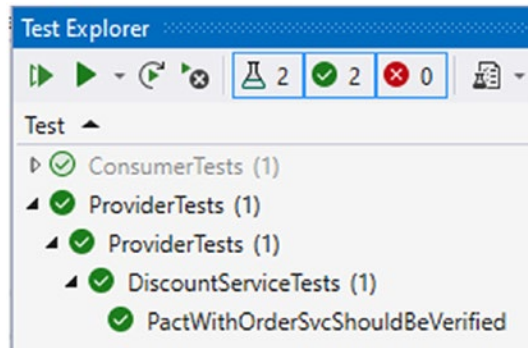 Test Explorer
2 2 0
Test
ConsumerTests (1)
ProviderTests (1)
ProviderTests (1)
DiscountServiceTests (1)
PactWithOrderSvcShouldBeVerified